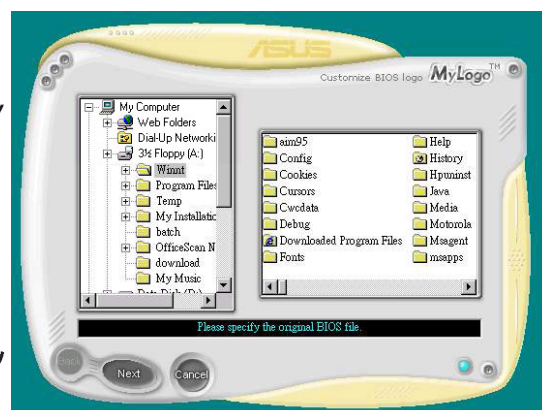 ASUS
Customize BIOS logo MyLogo TM
My Computer
Web Folders
Dial-Up Networki
3½ Floppy (A:)
Winnt
Program Files
Temp
My Installatic
batch
OfficeScan N
download
My Music
aim95
Config
Cookies
Cursors
Cwcdata
Debug
Downloaded Program Files
Fonts
Help
History
Hpuninst
Java
Media
Motorola
Msagent
msapps
Please specify the original BIOS file.
Back
Next
Cancel